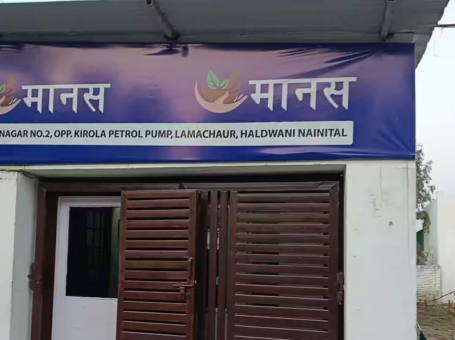 मानस मानस
NAGAR NO.2, OPP. KIROLA PETROL PUMP, LAMACHAUR, HALDWANI NAINITAL